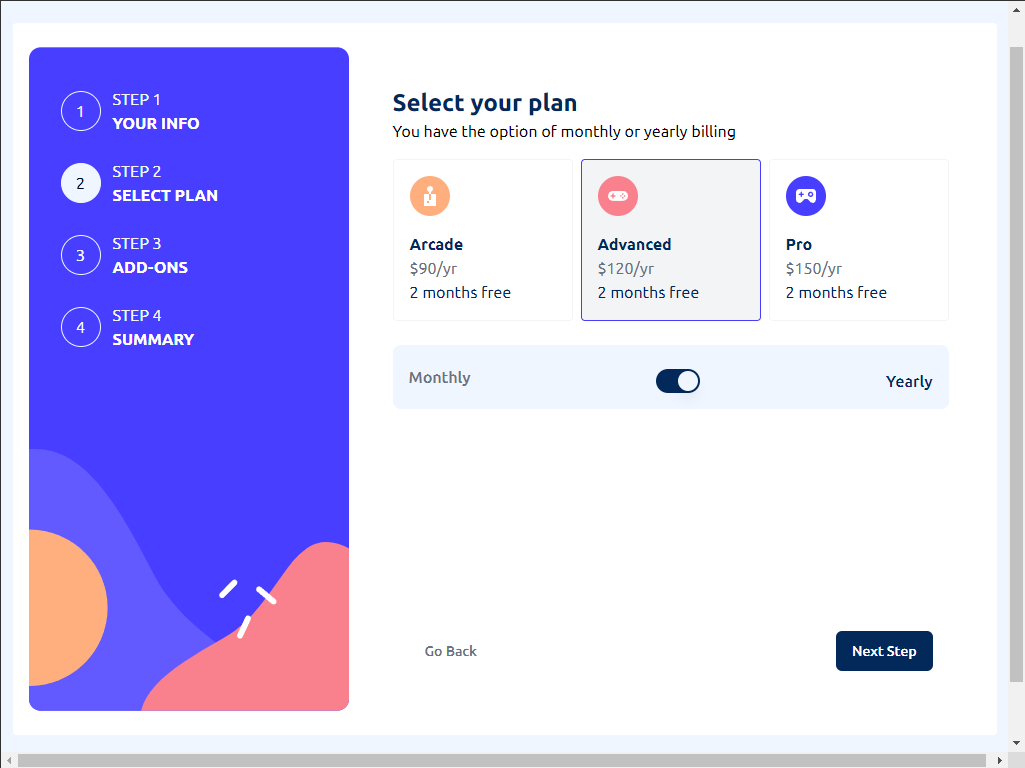 1
STEP 1
YOUR INFO
2
STEP 2
SELECT PLAN
3
STEP 3
ADD-ONS
4
STEP 4
SUMMARY
Select your plan
You have the option of monthly or yearly billing
Arcade
$90/yr
2 months free
Advanced
$120/yr
2 months free
Pro
$150/yr
2 months free
Monthly
Yearly
Go Back
Next Step